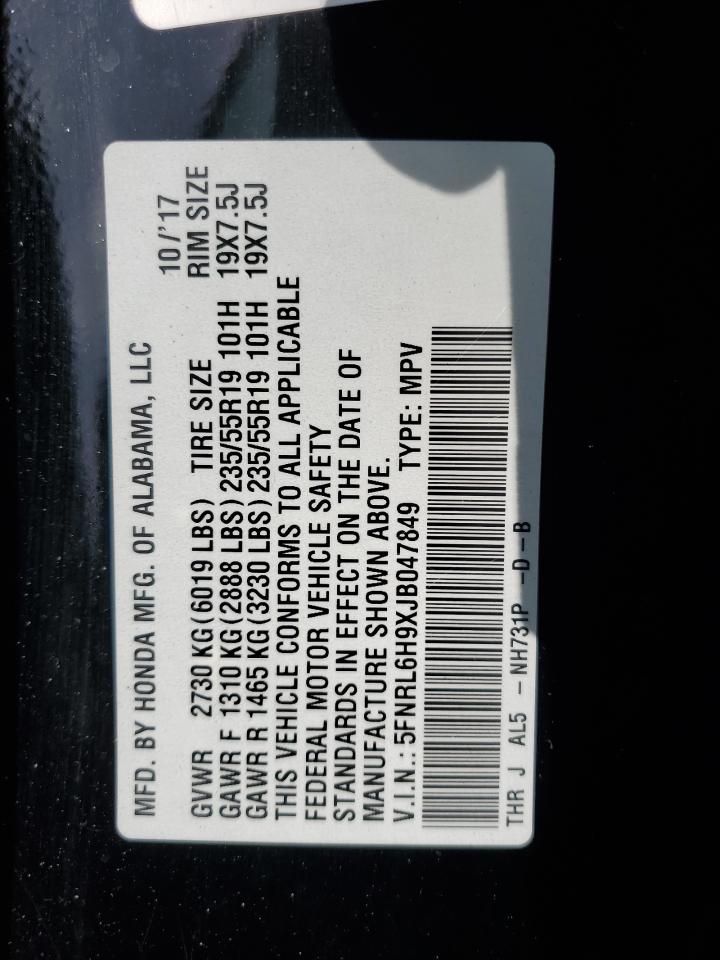 MFD. BY HONDA MFG. OF ALABAMA, LLC 10/'17
GVWR 2730 KG(6019 LBS) TIRE SIZE RIM SIZE
GAWR F 1310 KG(2888 LBS) 235/55R19 101H 19X7.5J
GAWR R 1465 KG(3230 LBS) 235/55R19 101H 19X7.5J
THIS VEHICLE CONFORMS TO ALL APPLICABLE
FEDERAL MOTOR VEHICLE SAFETY
STANDARDS IN EFFECT ON THE DATE OF
MANUFACTURE SHOWN ABOVE.
V.I.N.: 5FNRL6H9XJB047849 TYPE: MPV
THR J AL5 -NH731P -D-B